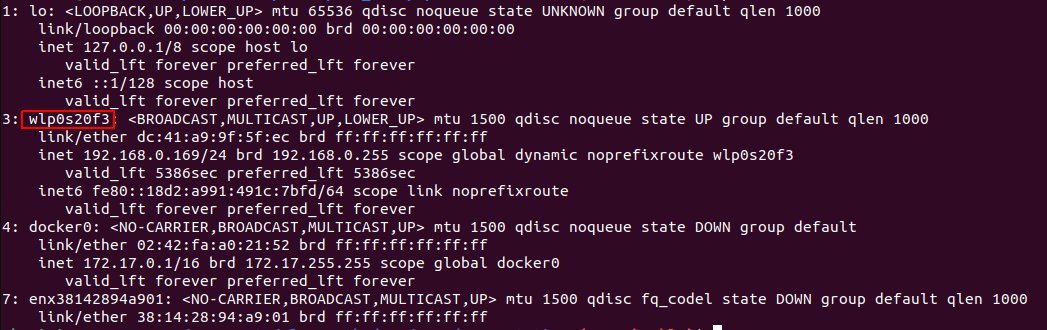 1: lo: <LOOPBACK,UP,LOWER_UP> mtu 65536 qdisc noqueue state UNKNOWN group default qlen 1000
link/loopback 00:00:00:00:00:00 brd 00:00:00:00:00:00
inet 127.0.0.1/8 scope host lo
valid_lft forever preferred_lft forever
inet6 ::1/128 scope host
valid_lft forever preferred_lft forever
3: wlp0s20f3: <BROADCAST,MULTICAST,UP,LOWER_UP> mtu 1500 qdisc noqueue state UP group default qlen 1000
link/ether dc:41:a9:9f:5f:ec brd ff:ff:ff:ff:ff:ff
inet 192.168.0.169/24 brd 192.168.0.255 scope global dynamic noprefixroute wlp0s20f3
valid_lft 5386sec preferred_lft 5386sec
inet6 fe80::18d2:a991:491c:7bfd/64 scope link noprefixroute
valid_lft forever preferred_lft forever
4: docker0: <NO-CARRIER,BROADCAST,MULTICAST,UP> mtu 1500 qdisc noqueue state DOWN group default
link/ether 02:42:fa:a0:21:52 brd ff:ff:ff:ff:ff:ff
inet 172.17.0.1/16 brd 172.17.255.255 scope global docker0
valid_lft forever preferred_lft forever
7: enx38142894a901: <NO-CARRIER,BROADCAST,MULTICAST,UP> mtu 1500 qdisc fq_codel state DOWN group default qlen 1000
link/ether 38:14:28:94:a9:01 brd ff:ff:ff:ff:ff:ff